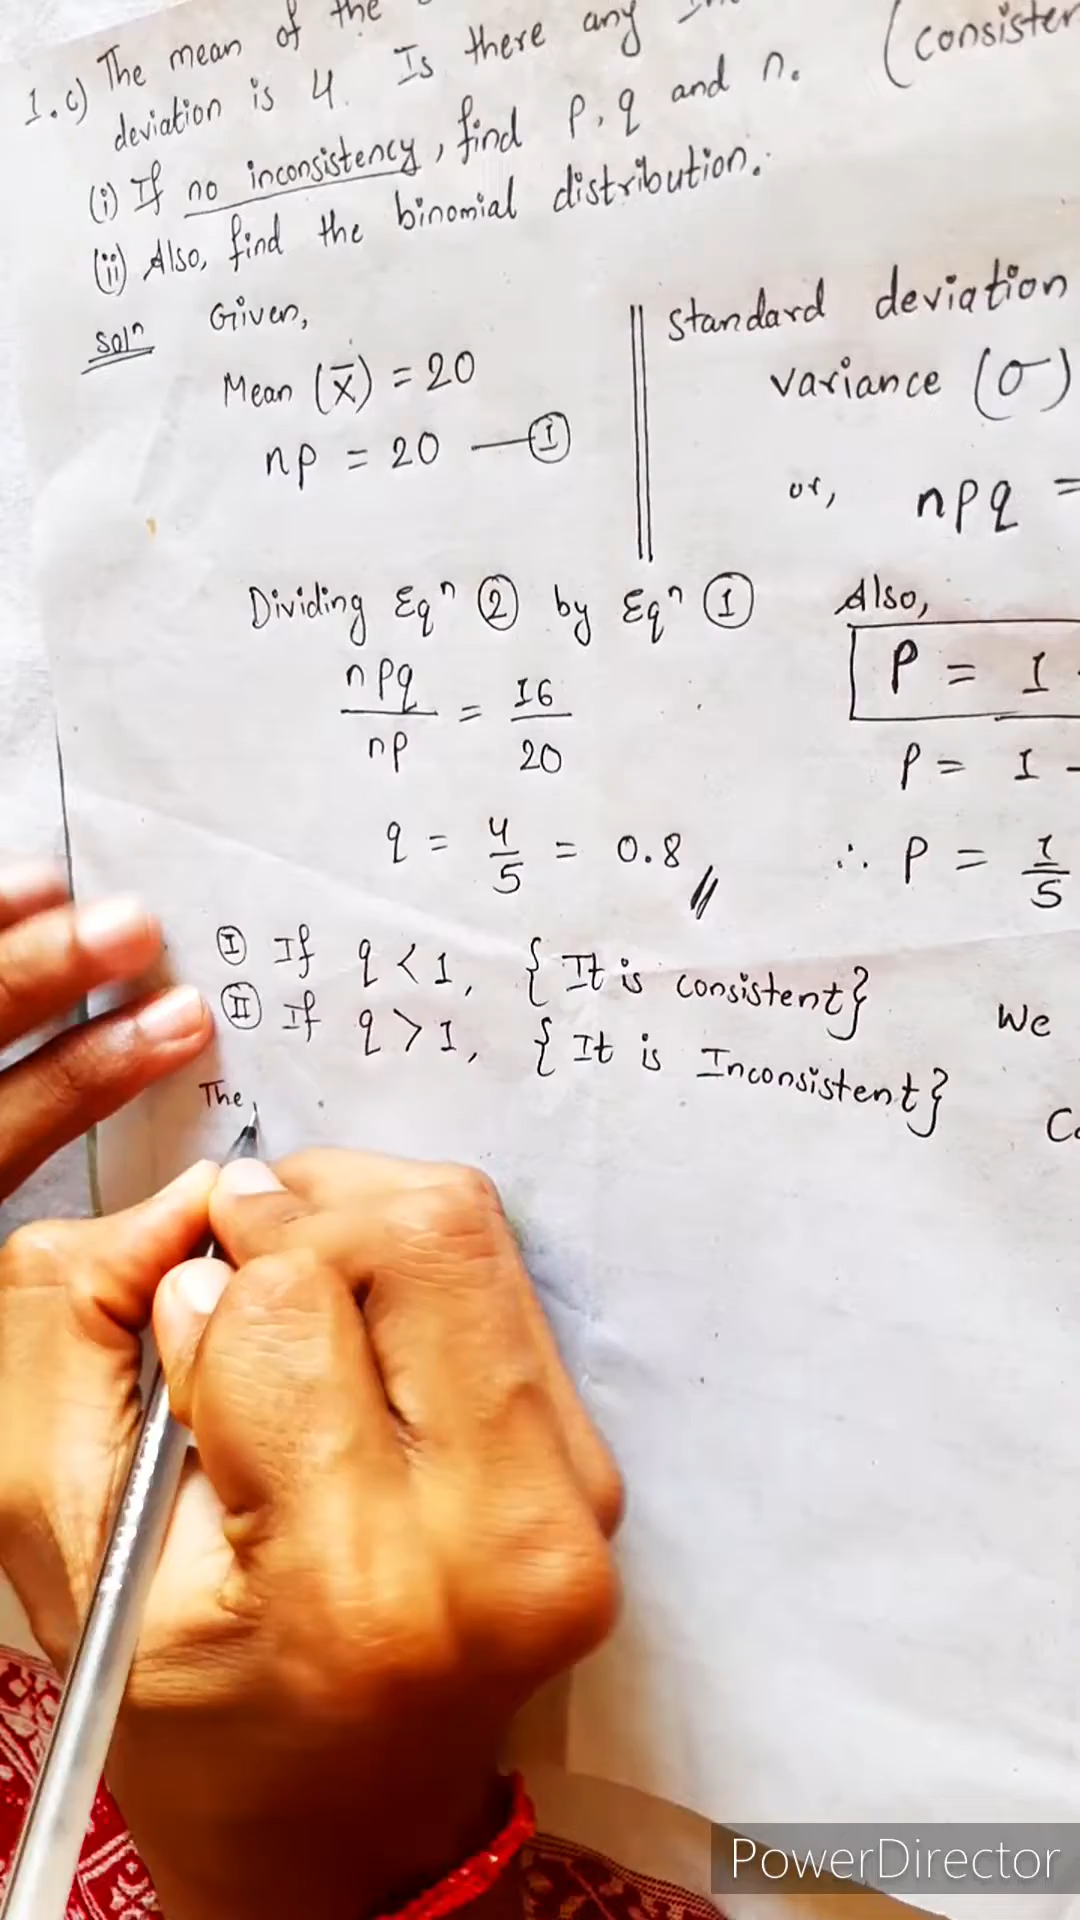 1.c) The mean of the
deviation is 4. Is there any
(consisten
(i) If no inconsistency, find p, q and n.
(ii) Also, find the binomial distribution.
Solⁿ Given,
Mean (x̄) = 20
np = 20 — Ⓘ
standard deviation
variance (σ)
or, npq =
Dividing Eqⁿ ② by Eqⁿ ①
npq/np = 16/20
q = 4/5 = 0.8
Also,
P = 1
P = 1 -
∴ P = 1/5
Ⓘ If q < 1, {It is consistent}
Ⓘⓘ If q > 1, {It is Inconsistent}
We
The
PowerDirector